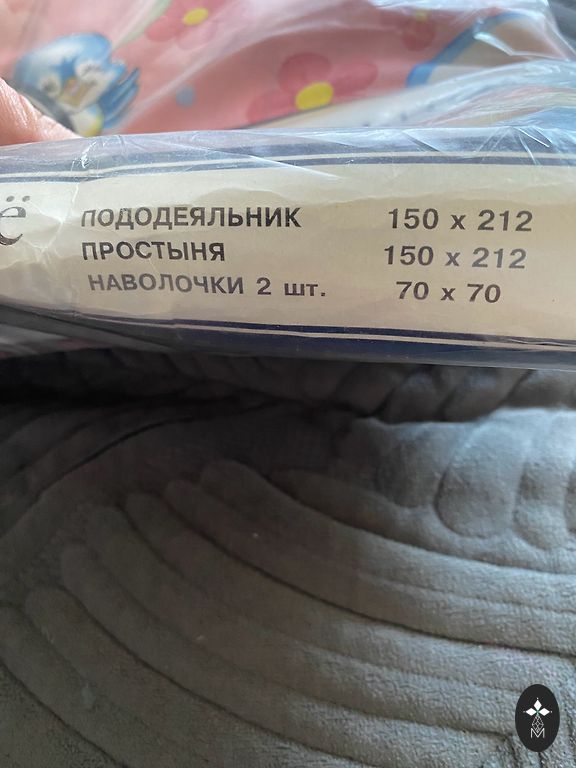 ё
ПОДОДЕЯЛЬНИК 150 х 212
ПРОСТЫНЯ 150 х 212
НАВОЛОЧКИ 2 шт. 70 х 70
M